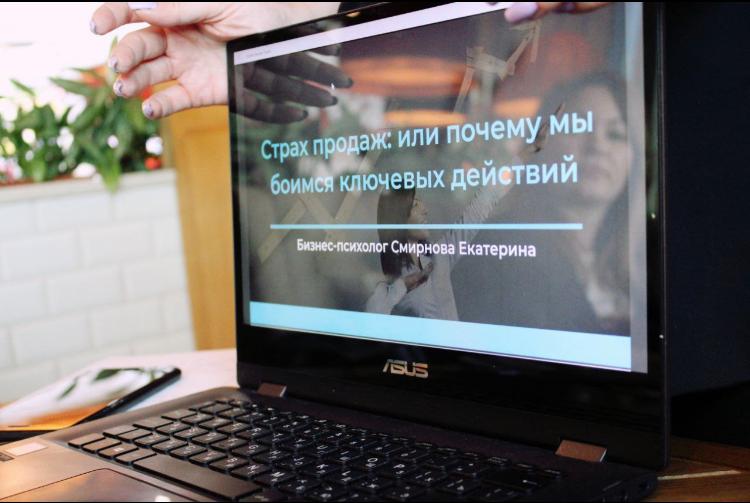 Страх продаж: или почему мы
боимся ключевых действий
Бизнес-психолог Смирнова Екатерина
ASUS